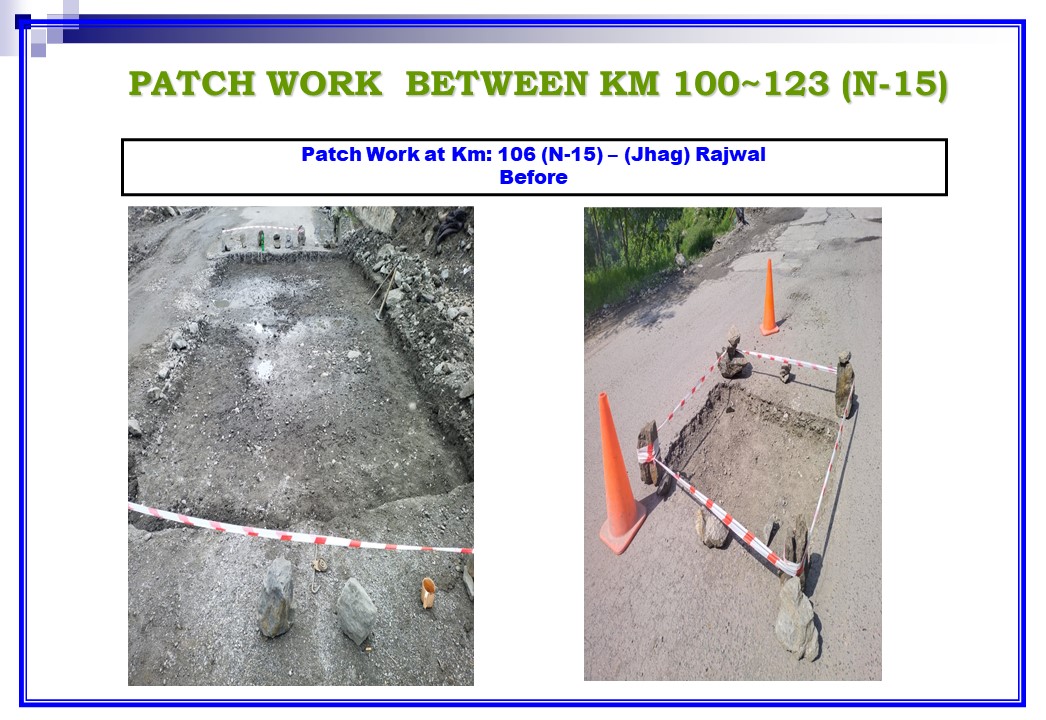 PATCH WORK BETWEEN KM 100~123 (N-15)
Patch Work at Km: 106 (N-15) – (Jhag) Rajwal
Before